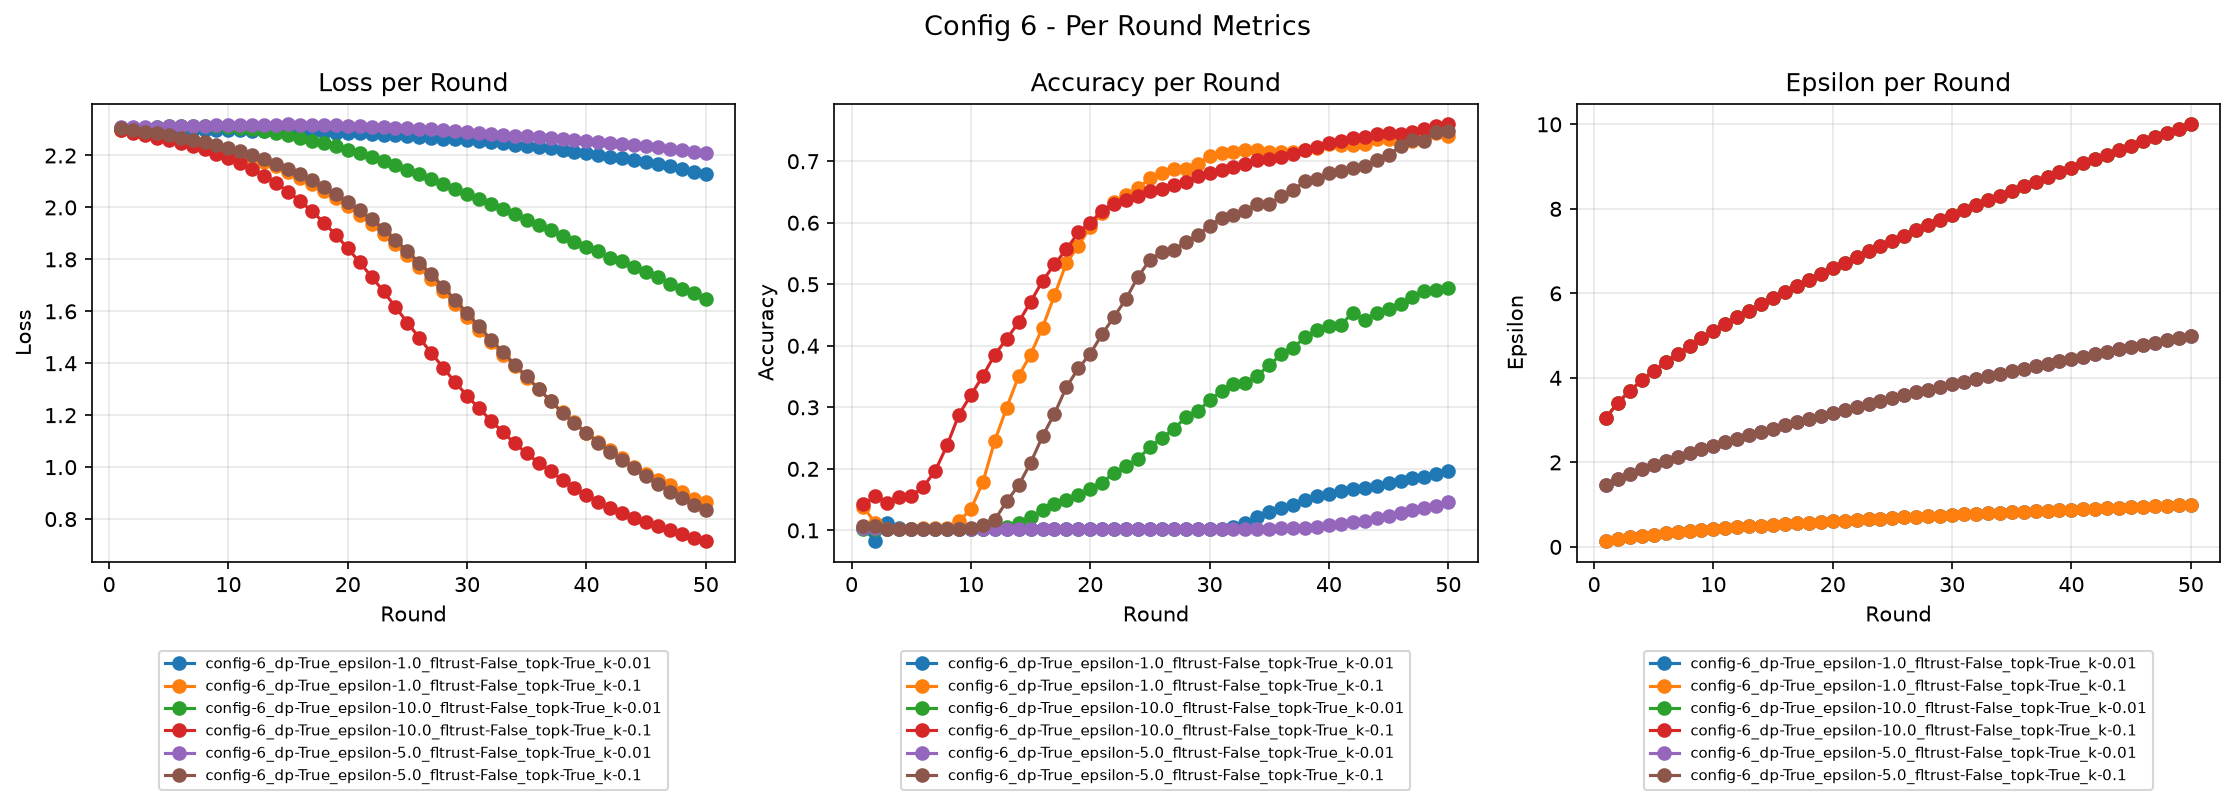 Config 6 - Per Round Metrics
Loss per Round
Loss
2.2
2.0
1.8
1.6
1.4
1.2
1.0
0.8
0 10 20 30 40 50
Round
config-6_dp-True_epsilon-1.0_fltrust-False_topk-True_k-0.01
config-6_dp-True_epsilon-1.0_fltrust-False_topk-True_k-0.1
config-6_dp-True_epsilon-10.0_fltrust-False_topk-True_k-0.01
config-6_dp-True_epsilon-10.0_fltrust-False_topk-True_k-0.1
config-6_dp-True_epsilon-5.0_fltrust-False_topk-True_k-0.01
config-6_dp-True_epsilon-5.0_fltrust-False_topk-True_k-0.1
Accuracy per Round
Accuracy
0.7
0.6
0.5
0.4
0.3
0.2
0.1
0 10 20 30 40 50
Round
config-6_dp-True_epsilon-1.0_fltrust-False_topk-True_k-0.01
config-6_dp-True_epsilon-1.0_fltrust-False_topk-True_k-0.1
config-6_dp-True_epsilon-10.0_fltrust-False_topk-True_k-0.01
config-6_dp-True_epsilon-10.0_fltrust-False_topk-True_k-0.1
config-6_dp-True_epsilon-5.0_fltrust-False_topk-True_k-0.01
config-6_dp-True_epsilon-5.0_fltrust-False_topk-True_k-0.1
Epsilon per Round
Epsilon
10
8
6
4
2
0
0 10 20 30 40 50
Round
config-6_dp-True_epsilon-1.0_fltrust-False_topk-True_k-0.01
config-6_dp-True_epsilon-1.0_fltrust-False_topk-True_k-0.1
config-6_dp-True_epsilon-10.0_fltrust-False_topk-True_k-0.01
config-6_dp-True_epsilon-10.0_fltrust-False_topk-True_k-0.1
config-6_dp-True_epsilon-5.0_fltrust-False_topk-True_k-0.01
config-6_dp-True_epsilon-5.0_fltrust-False_topk-True_k-0.1